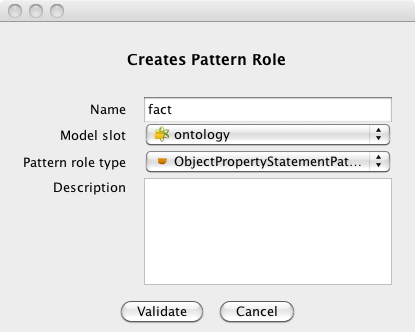 Creates Pattern Role
Name fact
Model slot ontology
Pattern role type ObjectPropertyStatementPat...
Description
Validate Cancel